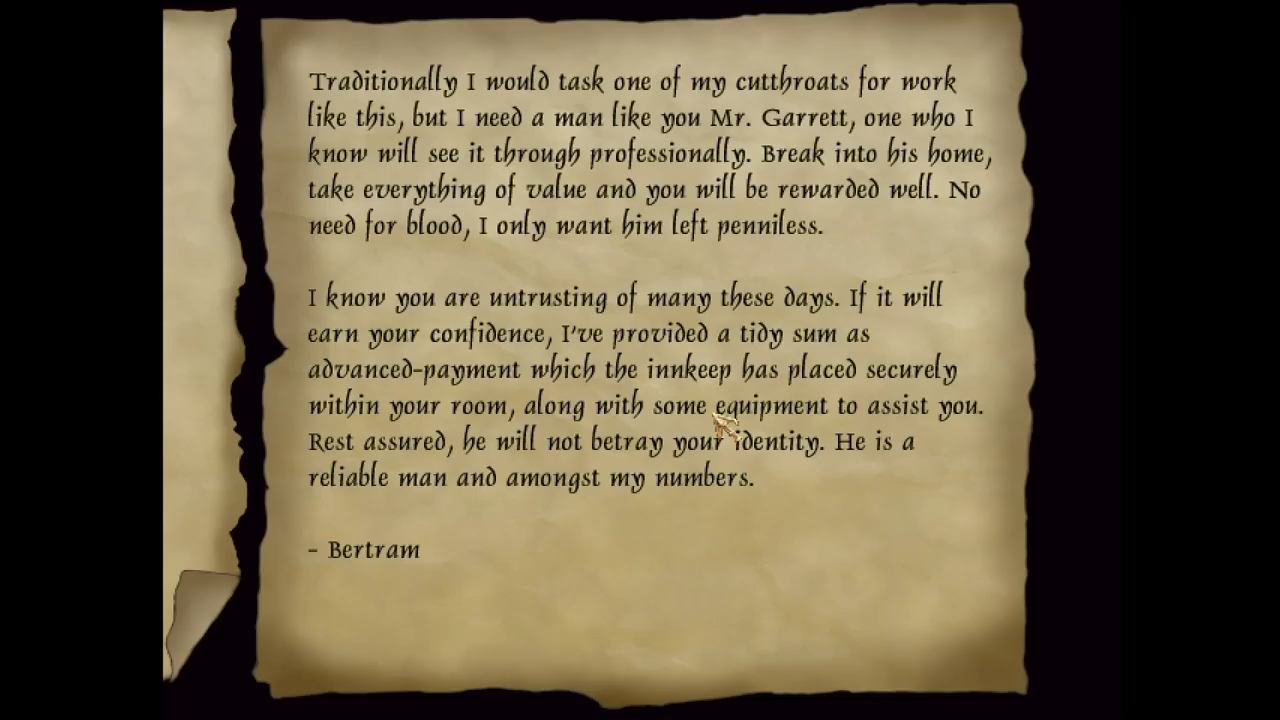 Traditionally I would task one of my cutthroats for work
like this, but I need a man like you Mr. Garrett, one who I
know will see it through professionally. Break into his home,
take everything of value and you will be rewarded well. No
need for blood, I only want him left penniless.
I know you are untrusting of many these days. If it will
earn your confidence, I've provided a tidy sum as
advanced-payment which the innkeep has placed securely
within your room, along with some equipment to assist you.
Rest assured, he will not betray your identity. He is a
reliable man and amongst my numbers.
- Bertram